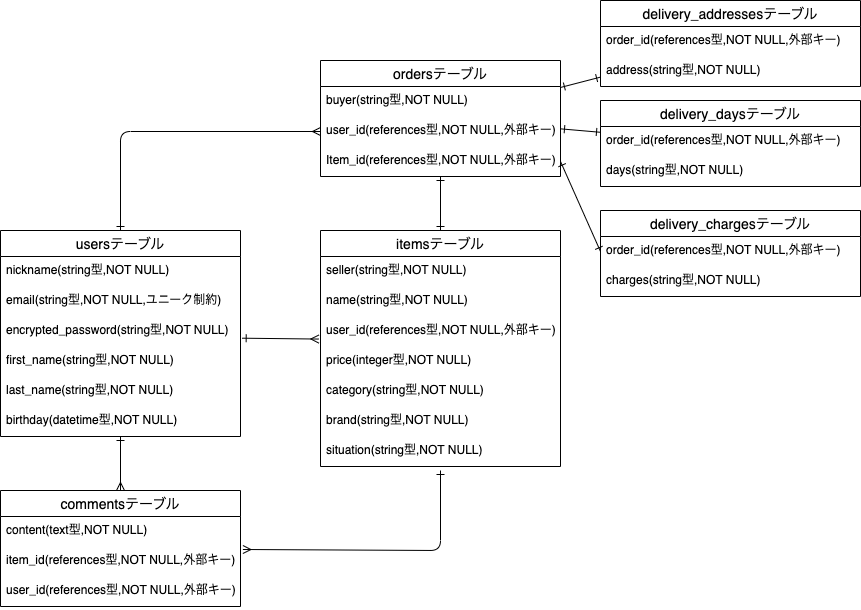 delivery_addressesテーブル
order_id(references型,NOT NULL,外部キー)
address(string型,NOT NULL)
ordersテーブル
buyer(string型,NOT NULL)
user_id(references型,NOT NULL,外部キー)
Item_id(references型,NOT NULL,外部キー)
delivery_daysテーブル
order_id(references型,NOT NULL,外部キー)
days(string型,NOT NULL)
delivery_chargesテーブル
order_id(references型,NOT NULL,外部キー)
charges(string型,NOT NULL)
usersテーブル
nickname(string型,NOT NULL)
email(string型,NOT NULL,ユニーク制約)
encrypted_password(string型,NOT NULL)
first_name(string型,NOT NULL)
last_name(string型,NOT NULL)
birthday(datetime型,NOT NULL)
itemsテーブル
seller(string型,NOT NULL)
name(string型,NOT NULL)
user_id(references型,NOT NULL,外部キー)
price(integer型,NOT NULL)
category(string型,NOT NULL)
brand(string型,NOT NULL)
situation(string型,NOT NULL)
commentsテーブル
content(text型,NOT NULL)
item_id(references型,NOT NULL,外部キー)
user_id(references型,NOT NULL,外部キー)